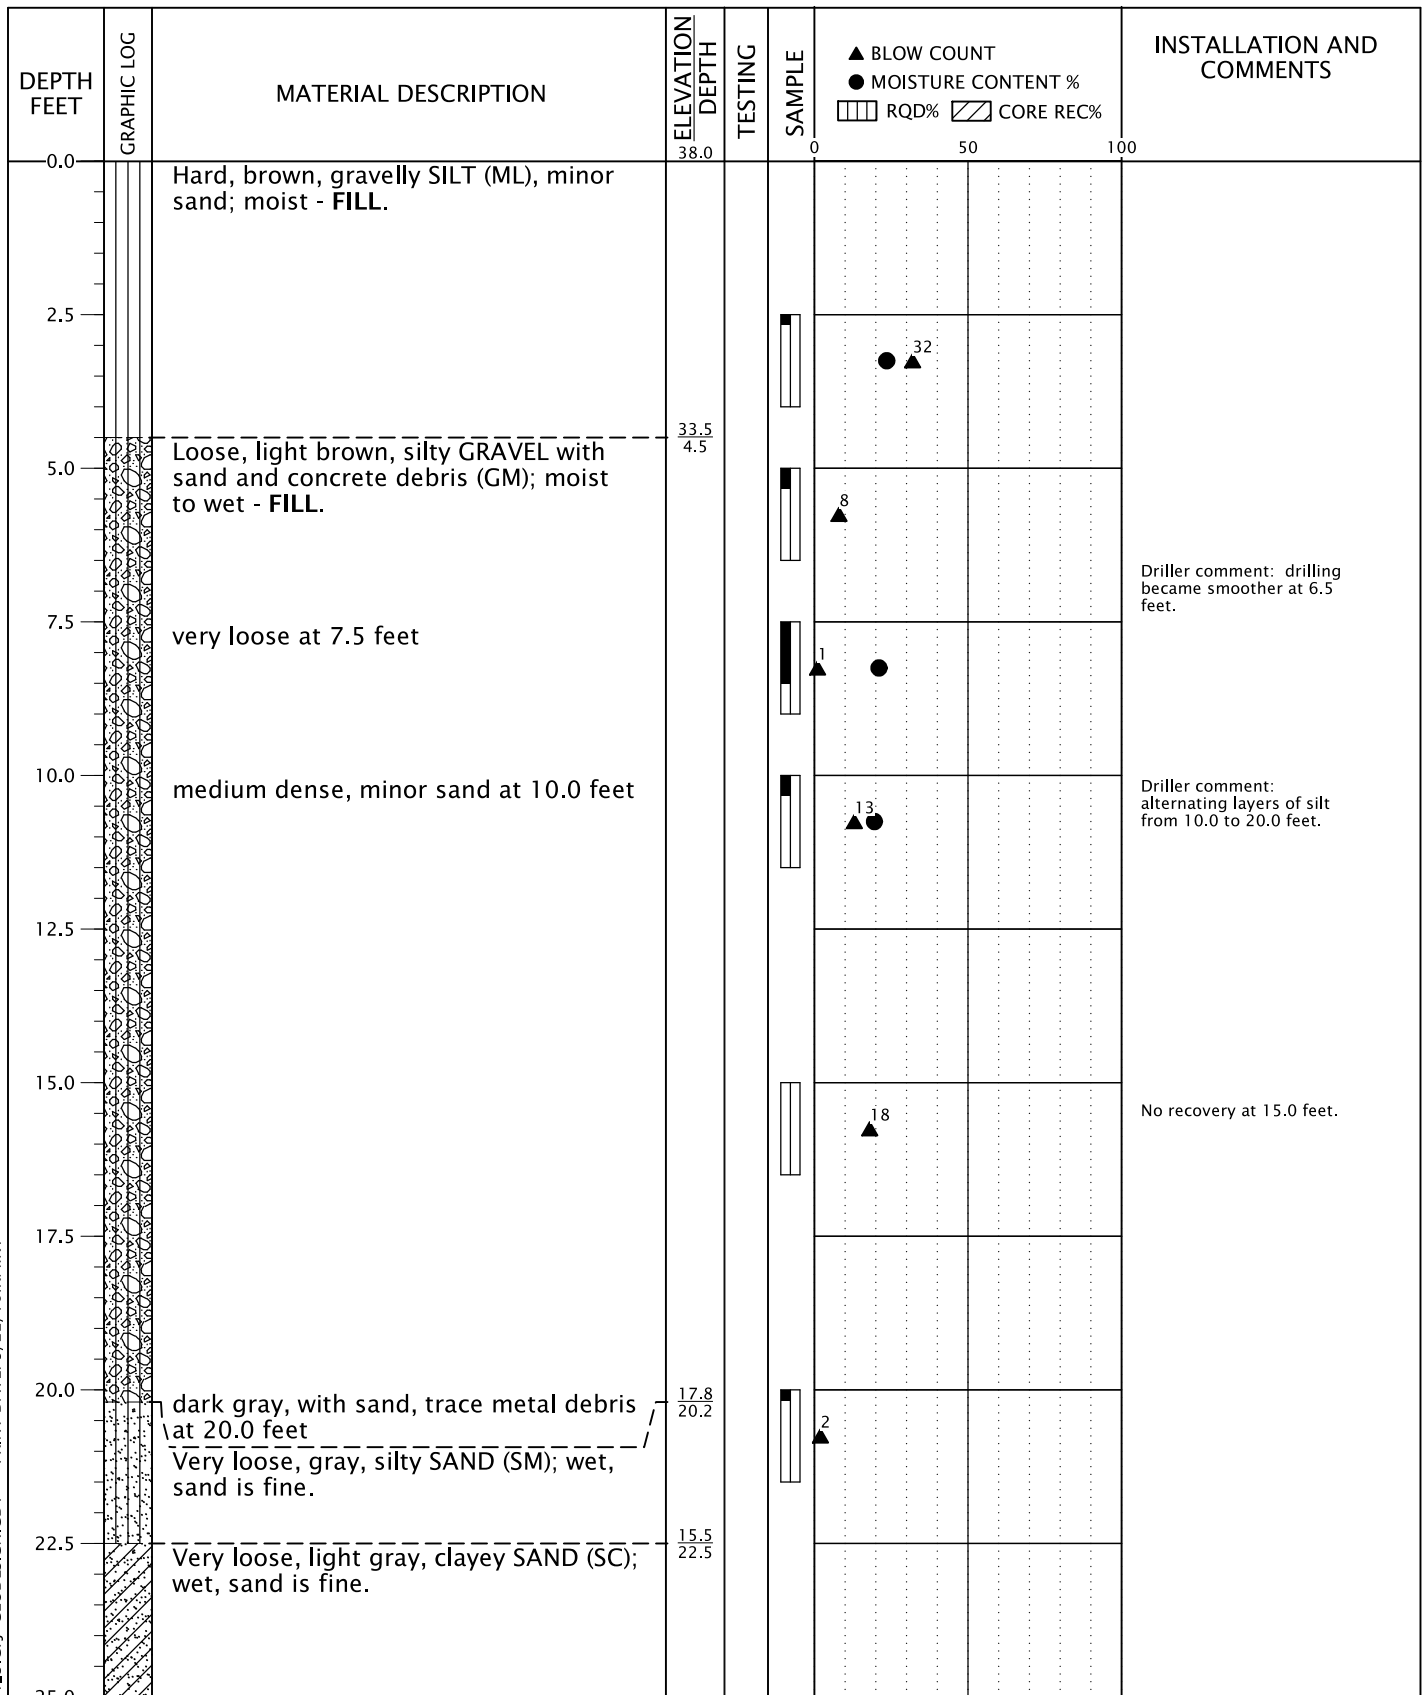 DEPTH
FEET
GRAPHIC LOG
MATERIAL DESCRIPTION
ELEVATION
DEPTH
TESTING
SAMPLE
▲ BLOW COUNT
● MOISTURE CONTENT %
RQD% CORE REC%
INSTALLATION AND
COMMENTS
38.0
0 50 100
0.0
Hard, brown, gravelly SILT (ML), minor
sand; moist - FILL.
2.5
32
33.5
4.5
Loose, light brown, silty GRAVEL with
sand and concrete debris (GM); moist
to wet - FILL.
5.0
8
Driller comment: drilling
became smoother at 6.5
feet.
7.5
very loose at 7.5 feet
1
10.0
medium dense, minor sand at 10.0 feet
13
Driller comment:
alternating layers of silt
from 10.0 to 20.0 feet.
12.5
15.0
18
No recovery at 15.0 feet.
17.5
20.0
dark gray, with sand, trace metal debris
at 20.0 feet
17.8
20.2
2
Very loose, gray, silty SAND (SM); wet,
sand is fine.
22.5
15.5
22.5
Very loose, light gray, clayey SAND (SC);
wet, sand is fine.